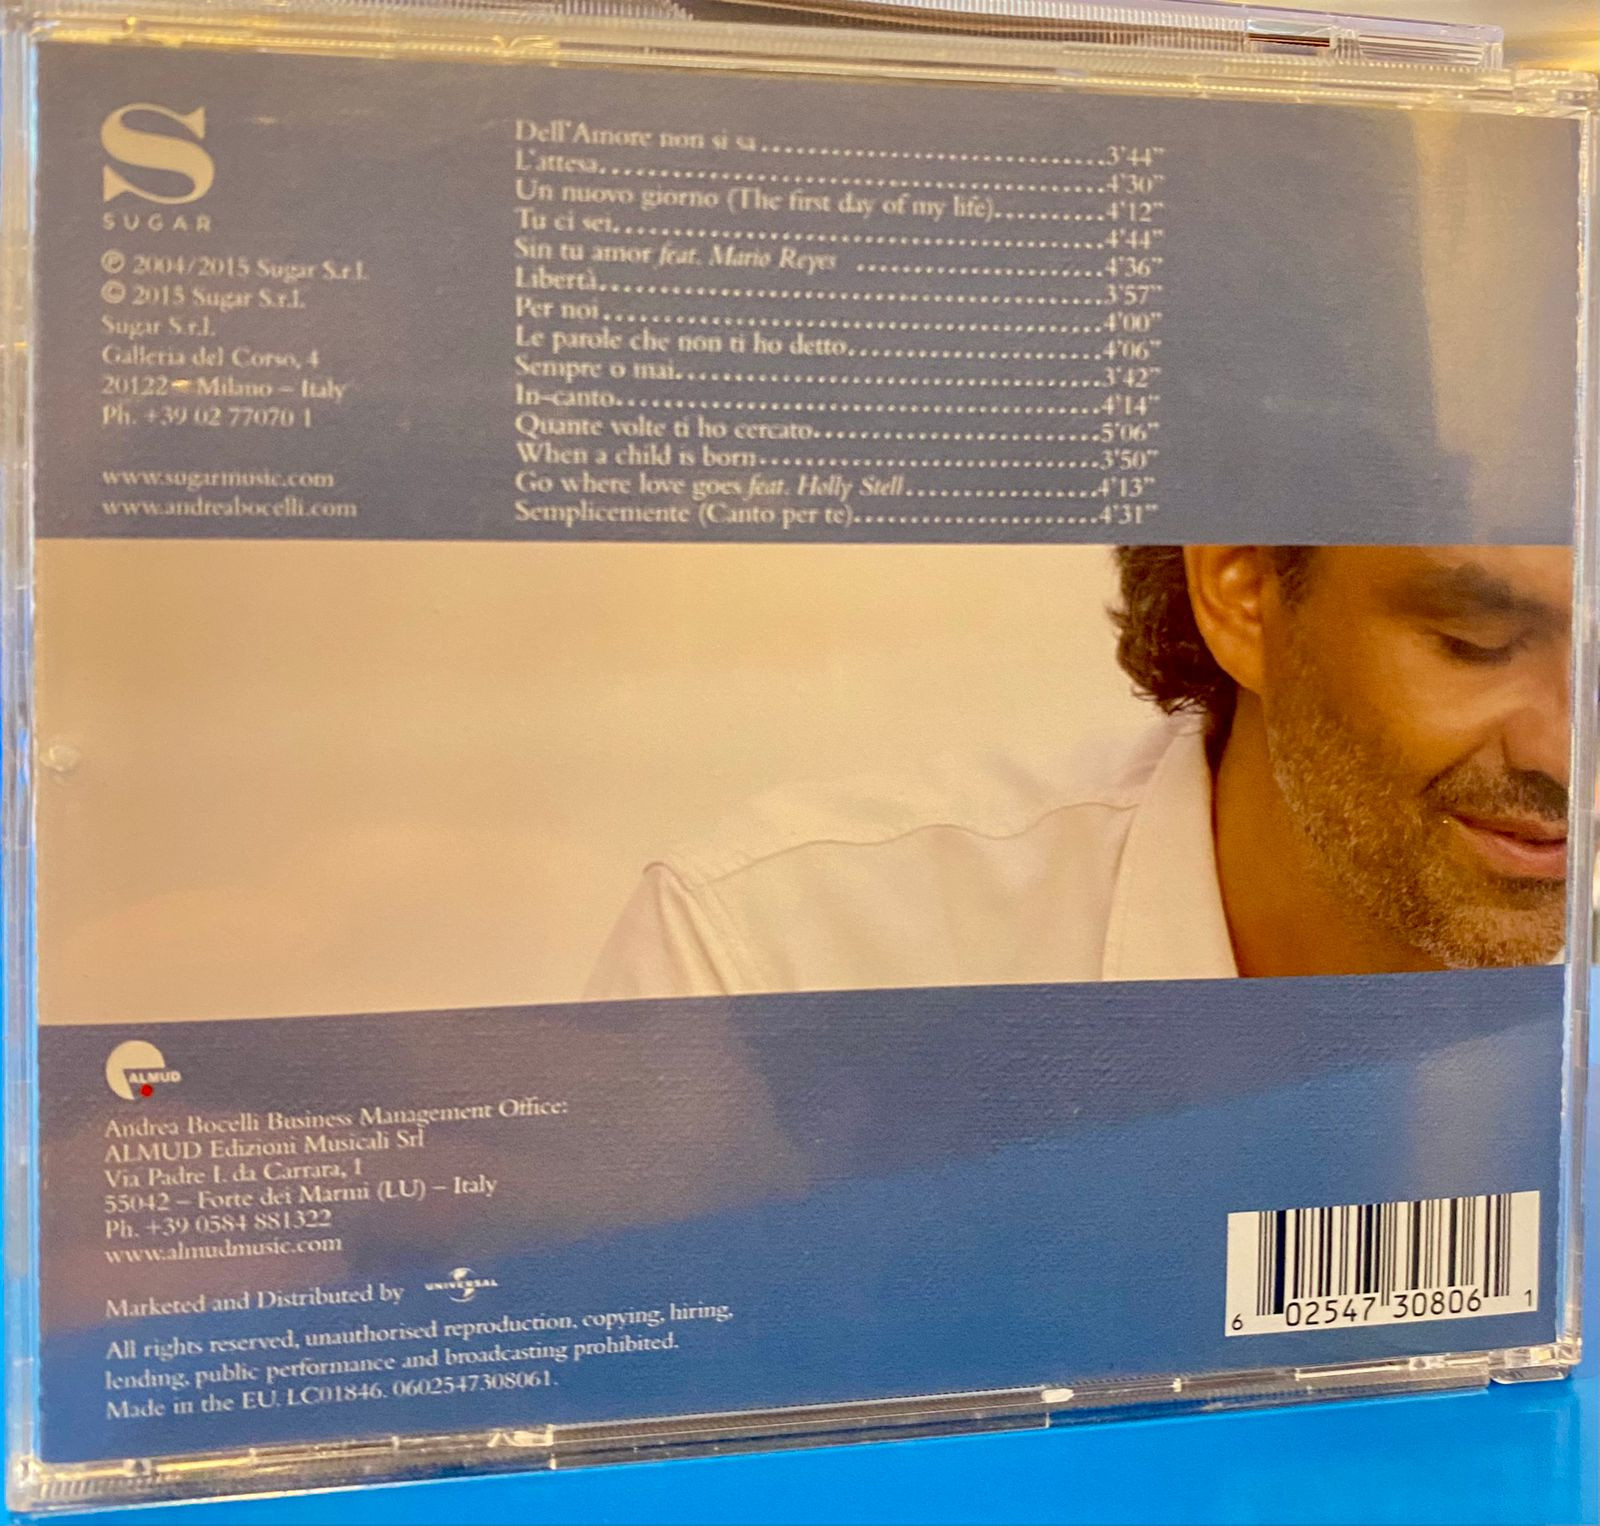 S
SUGAR
℗ 2004/2015 Sugar S.r.l.
© 2015 Sugar S.r.l.
Sugar S.r.l.
Galleria del Corso, 4
20122 – Milano – Italy
Ph. +39 02 77070 1
www.sugarmusic.com
www.andreabocelli.com
Dell'Amore non si sa 3'44"
L'attesa 4'30"
Un nuovo giorno (The first day of my life) 4'12"
Tu ci sei 4'44"
Sin tu amor feat. Mario Reyes 4'36"
Libertà 3'57"
Per noi 4'00"
Le parole che non ti ho detto 4'06"
Sempre o mai 3'42"
In-canto 4'14"
Quante volte ti ho cercato 5'06"
When a child is born 3'50"
Go where love goes feat. Holly Stell 4'13"
Semplicemente (Canto per te) 4'31"
ALMUD
Andrea Bocelli Business Management Office:
ALMUD Edizioni Musicali Srl
Via Padre I. da Carrara, 1
55042 – Forte dei Marmi (LU) – Italy
Ph. +39 0584 881322
www.almudmusic.com
Marketed and Distributed by UNIVERSAL
All rights reserved, unauthorised reproduction, copying, hiring,
lending, public performance and broadcasting prohibited.
Made in the EU. LC01846. 0602547308061.
6 02547 30806 1